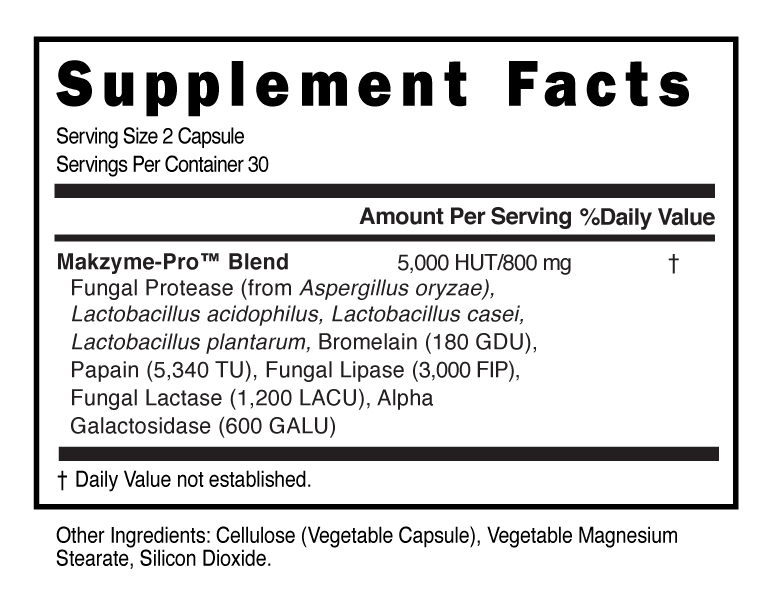 Supplement Facts
Serving Size 2 Capsule
Servings Per Container 30
Amount Per Serving %Daily Value
Makzyme-Pro™ Blend 5,000 HUT/800 mg †
Fungal Protease (from Aspergillus oryzae),
Lactobacillus acidophilus, Lactobacillus casei,
Lactobacillus plantarum, Bromelain (180 GDU),
Papain (5,340 TU), Fungal Lipase (3,000 FIP),
Fungal Lactase (1,200 LACU), Alpha
Galactosidase (600 GALU)
† Daily Value not established.
Other Ingredients: Cellulose (Vegetable Capsule), Vegetable Magnesium
Stearate, Silicon Dioxide.